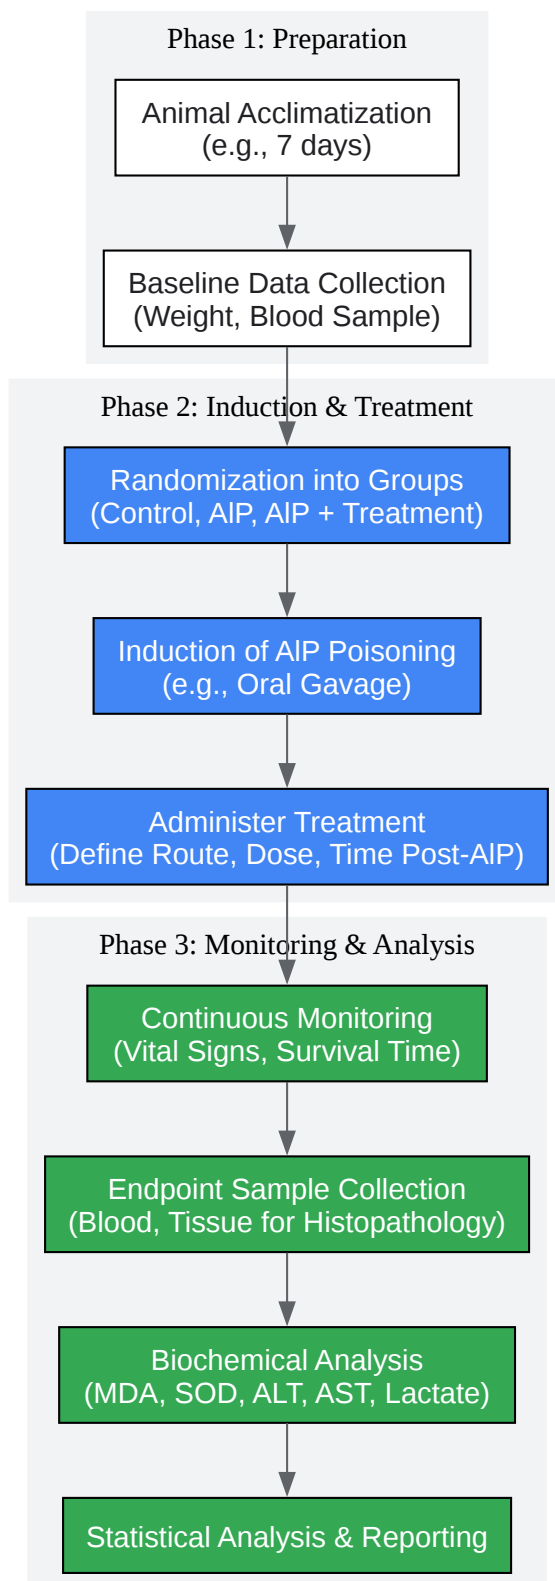 Phase 1: Preparation
Animal Acclimatization
(e.g., 7 days)
Baseline Data Collection
(Weight, Blood Sample)
Phase 2: Induction & Treatment
Randomization into Groups
(Control, AlP, AlP + Treatment)
Induction of AlP Poisoning
(e.g., Oral Gavage)
Administer Treatment
(Define Route, Dose, Time Post-AlP)
Phase 3: Monitoring & Analysis
Continuous Monitoring
(Vital Signs, Survival Time)
Endpoint Sample Collection
(Blood, Tissue for Histopathology)
Biochemical Analysis
(MDA, SOD, ALT, AST, Lactate)
Statistical Analysis & Reporting